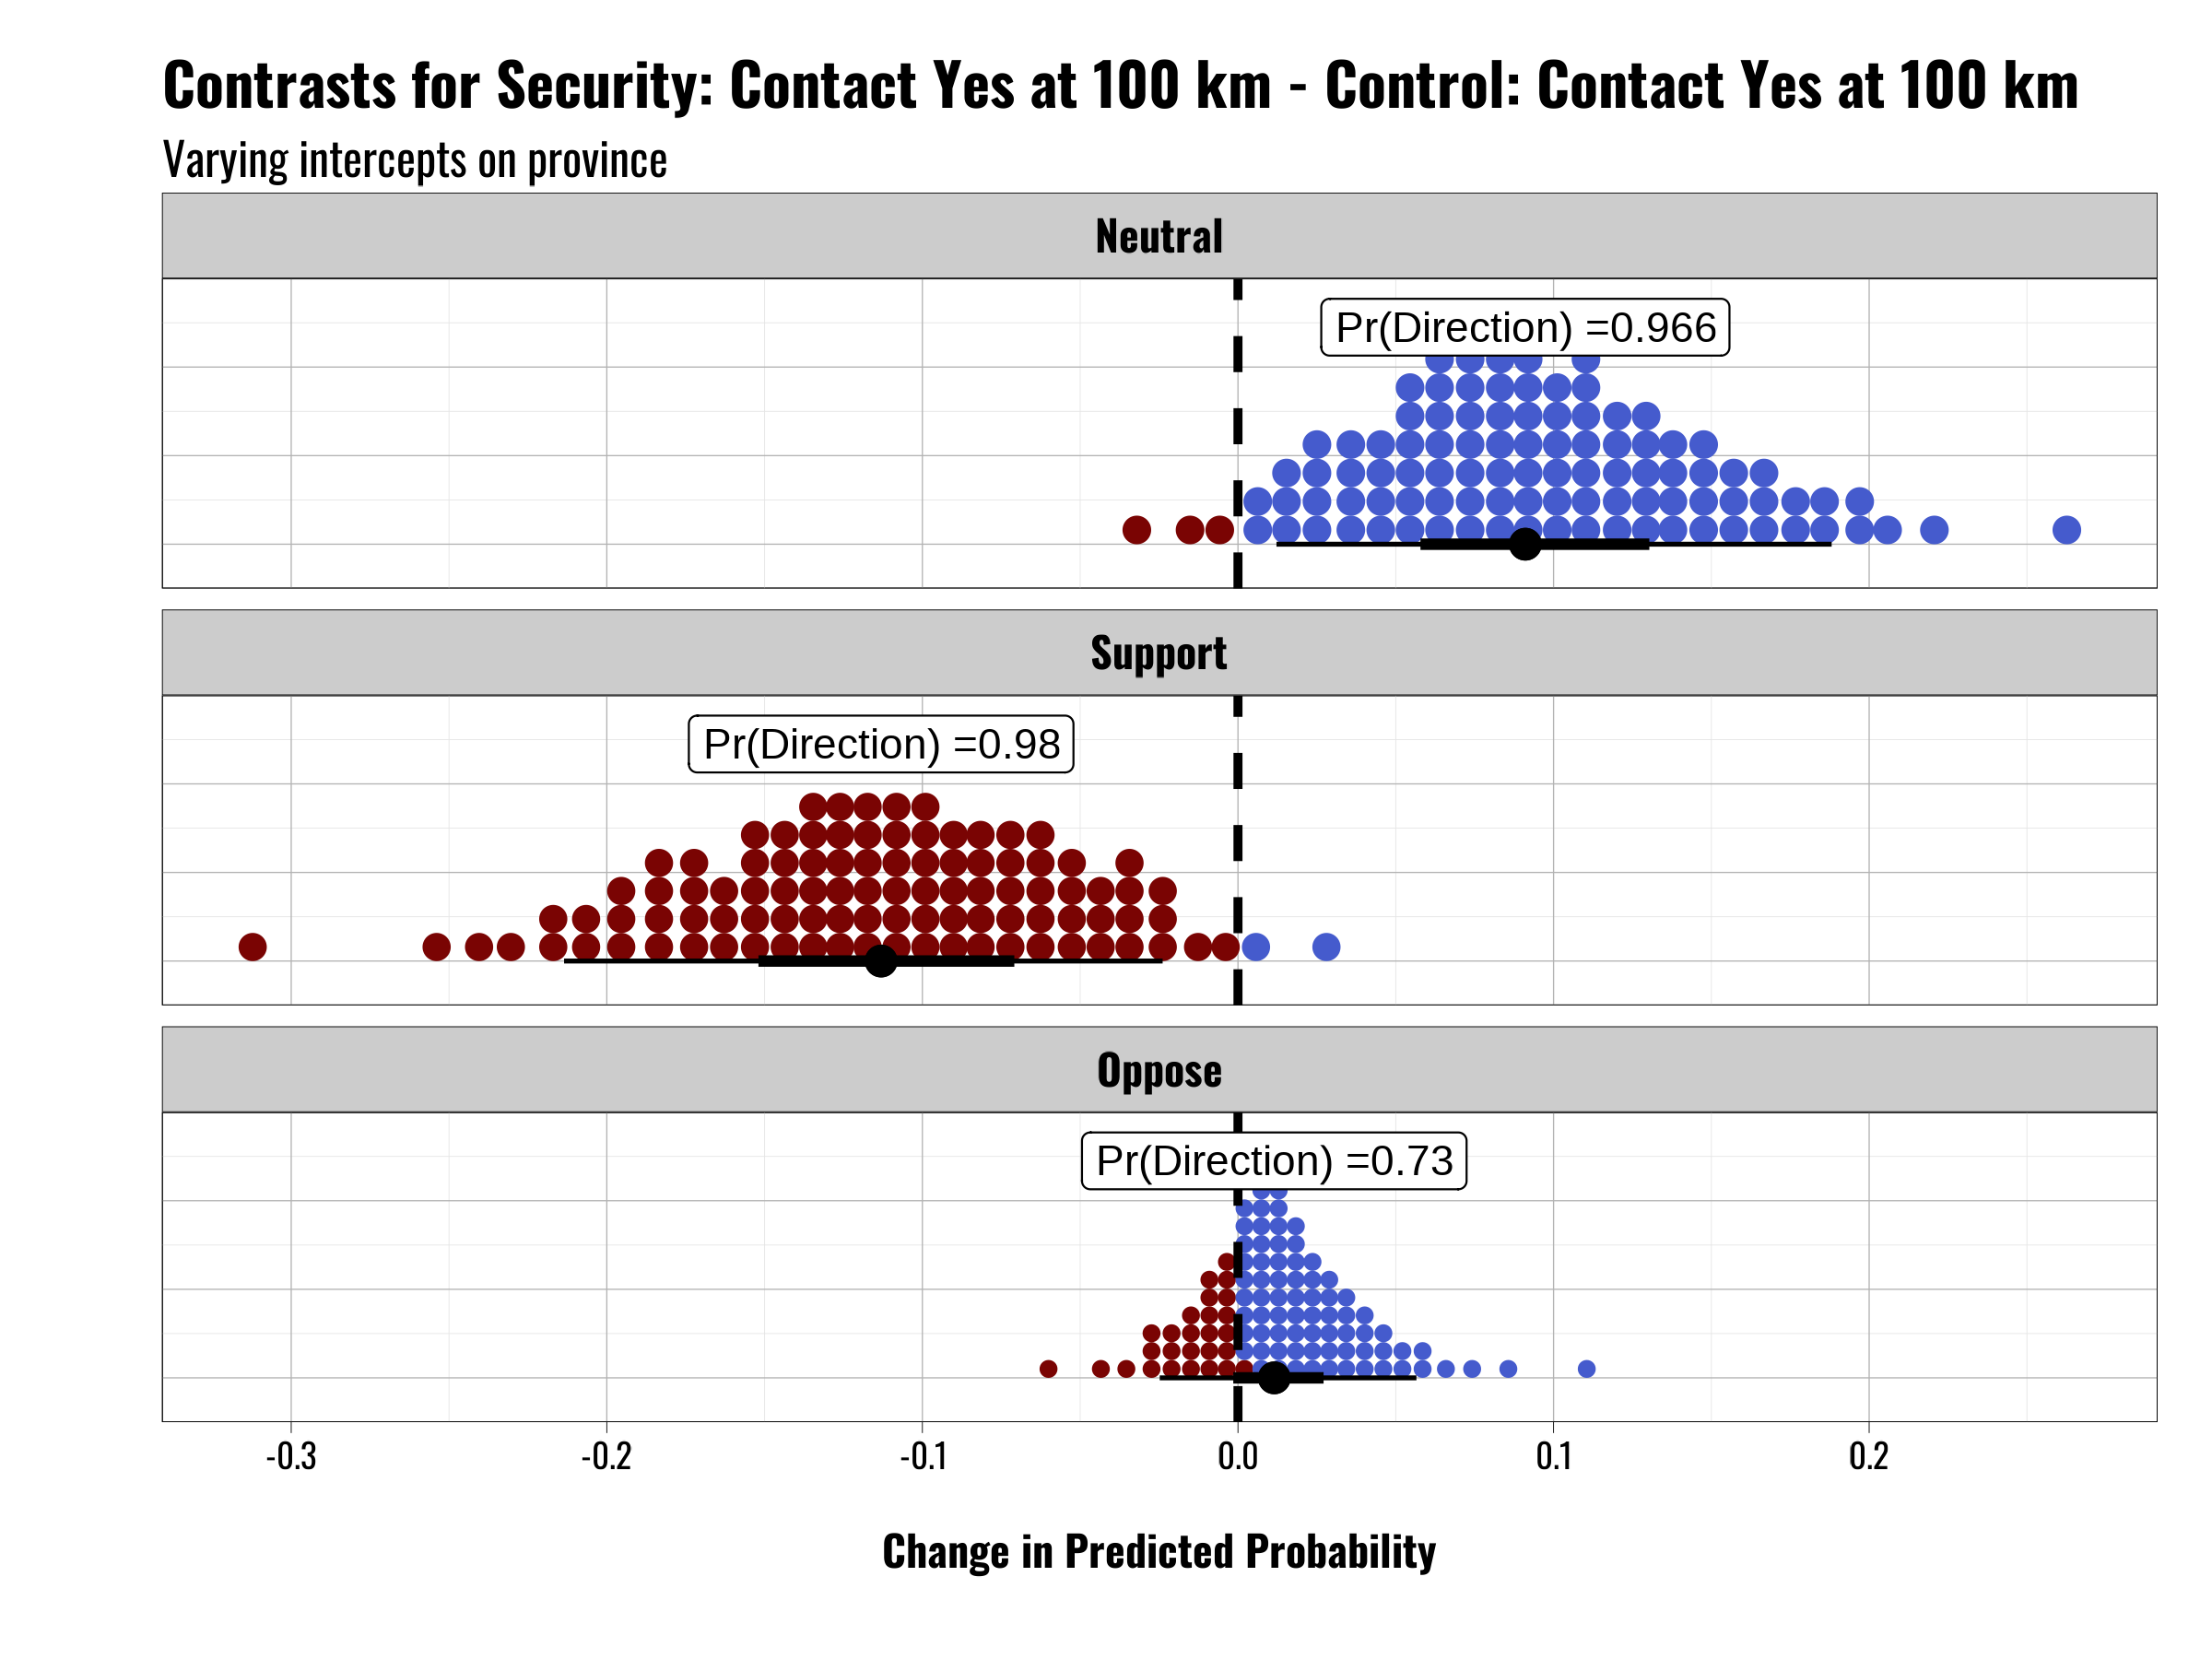 Contrasts for Security: Contact Yes at 100 km - Control: Contact Yes at 100 km
Varying intercepts on province
Neutral
Pr(Direction) =0.966
Support
Pr(Direction) =0.98
Oppose
Pr(Direction) =0.73
-0.3 -0.2 -0.1 0.0 0.1 0.2
Change in Predicted Probability